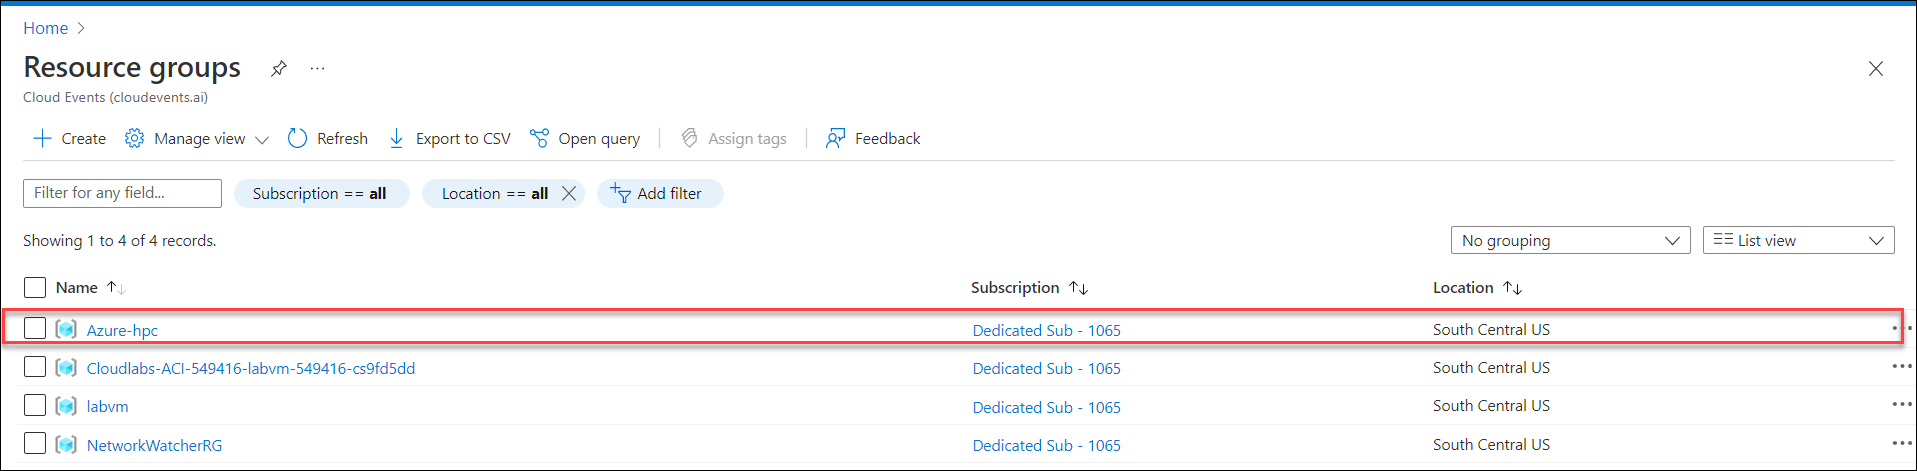 Home
Resource groups
Cloud Events (cloudevents.ai)
Create Manage view Refresh Export to CSV Open query Assign tags Feedback
Filter for any field... Subscription == all Location == all Add filter
Showing 1 to 4 of 4 records. No grouping List view
Name Subscription Location
Azure-hpc Dedicated Sub - 1065 South Central US
Cloudlabs-ACI-549416-labvm-549416-cs9fd5dd Dedicated Sub - 1065 South Central US
labvm Dedicated Sub - 1065 South Central US
NetworkWatcherRG Dedicated Sub - 1065 South Central US